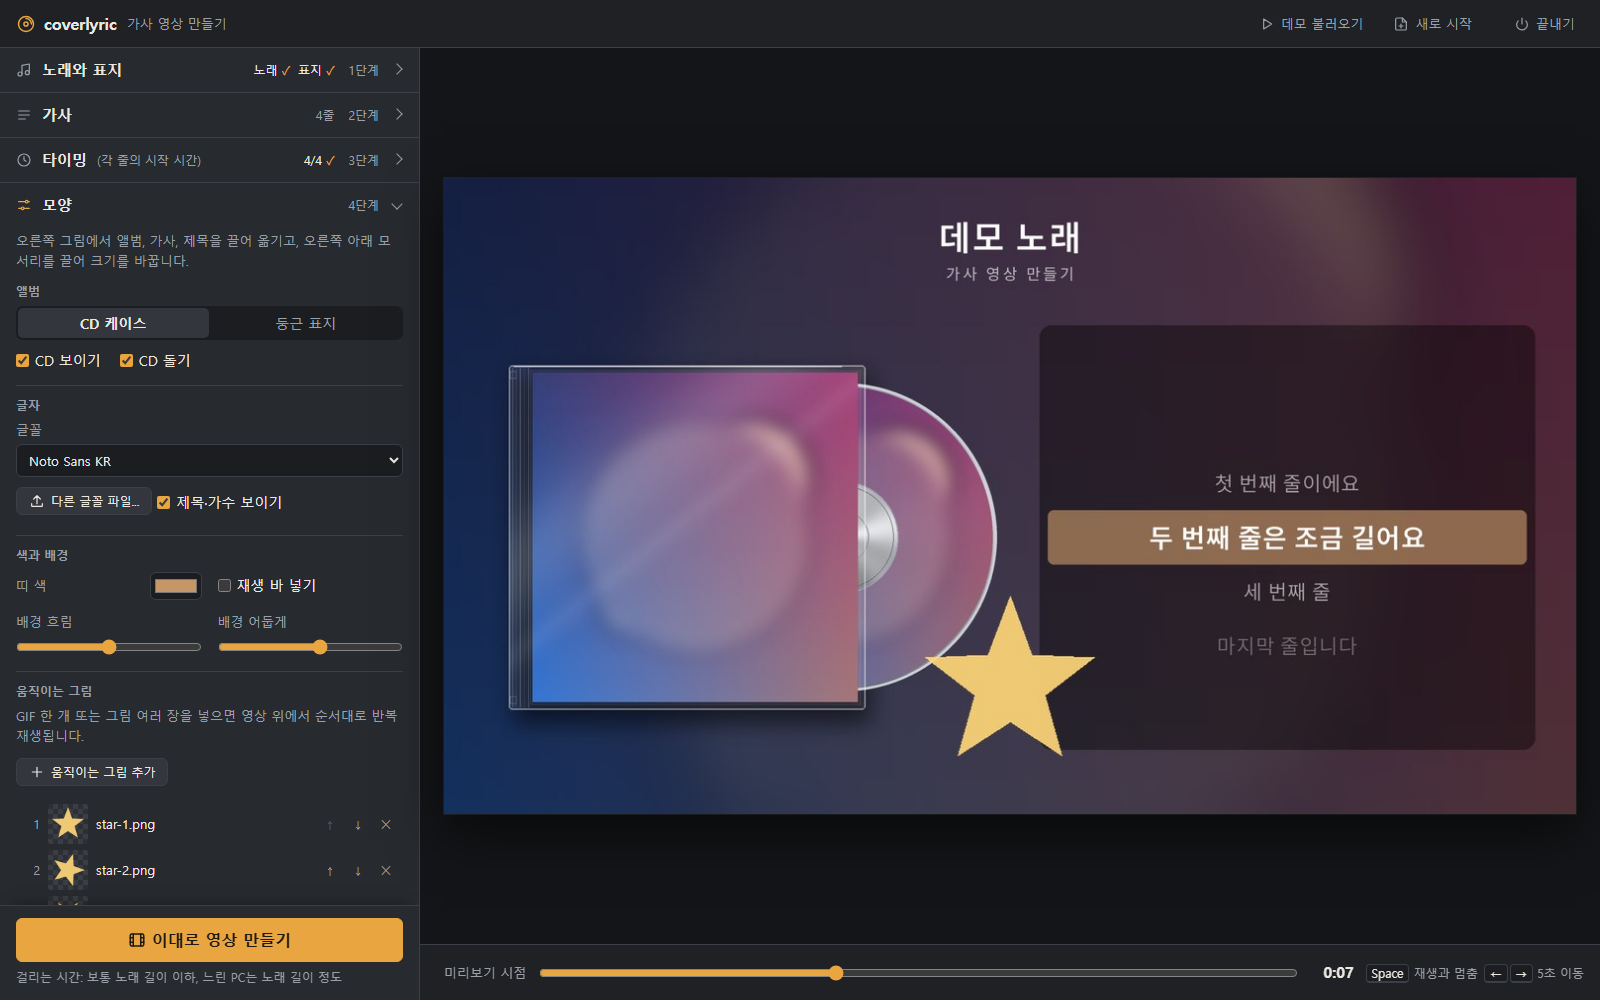 coverlyric 가사 영상 만들기
데모 불러오기 새로 시작 끝내기
노래와 표지 노래 ✓ 표지 ✓ 1단계
가사 4줄 2단계
타이밍 (각 줄의 시작 시간) 4/4 ✓ 3단계
모양 4단계
오른쪽 그림에서 앨범, 가사, 제목을 끌어 옮기고, 오른쪽 아래 모
서리를 끌어 크기를 바꿉니다.
앨범
CD 케이스 둥근 표지
CD 보이기 CD 돌기
글자
글꼴
Noto Sans KR
다른 글꼴 파일... 제목·가수 보이기
색과 배경
띠 색 재생 바 넣기
배경 흐림 배경 어둡게
움직이는 그림
GIF 한 개 또는 그림 여러 장을 넣으면 영상 위에서 순서대로 반복
재생됩니다.
움직이는 그림 추가
1 star-1.png ↑ ↓ ×
2 star-2.png ↑ ↓ ×
이대로 영상 만들기
걸리는 시간: 보통 노래 길이 이하, 느린 PC는 노래 길이 정도
데모 노래
가사 영상 만들기
첫 번째 줄이에요
두 번째 줄은 조금 길어요
세 번째 줄
마지막 줄입니다
미리보기 시점 0:07 Space 재생과 멈춤 ← → 5초 이동